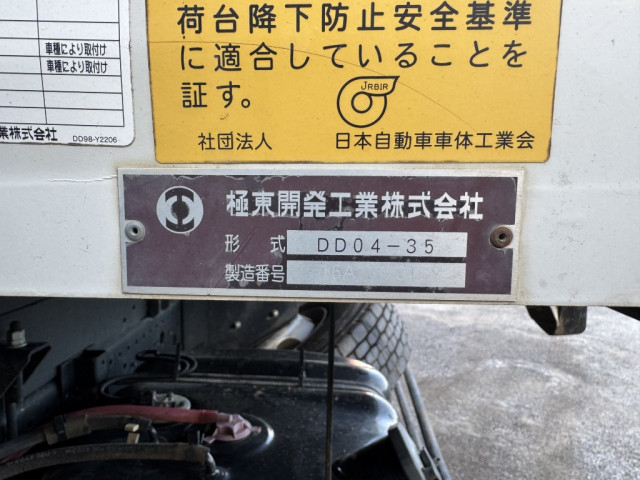 車種により取付け
車種により取付け
業株式会社
DD98-Y2206
荷台降下防止安全基準
に適合していることを
証す。
JABIA
社団法人 日本自動車車体工業会
極東開発工業株式会社
形式 DD04-35
製造番号